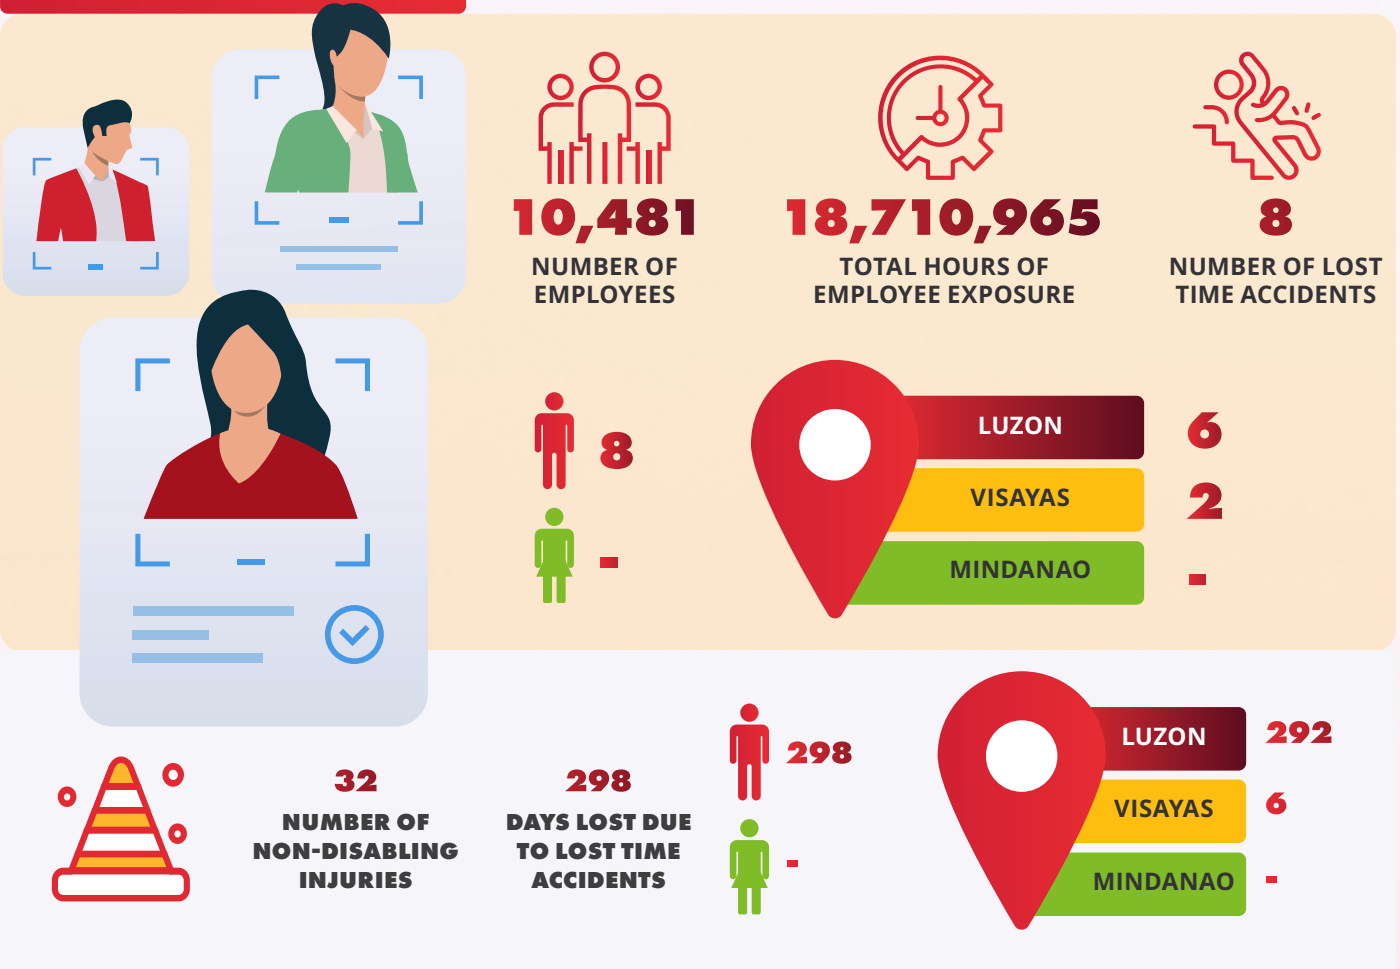 10,481
NUMBER OF
EMPLOYEES
18,710,965
TOTAL HOURS OF
EMPLOYEE EXPOSURE
8
NUMBER OF LOST
TIME ACCIDENTS
8
-
LUZON 6
VISAYAS 2
MINDANAO -
32
NUMBER OF
NON-DISABLING
INJURIES
298
DAYS LOST DUE
TO LOST TIME
ACCIDENTS
298
-
LUZON 292
VISAYAS 6
MINDANAO -